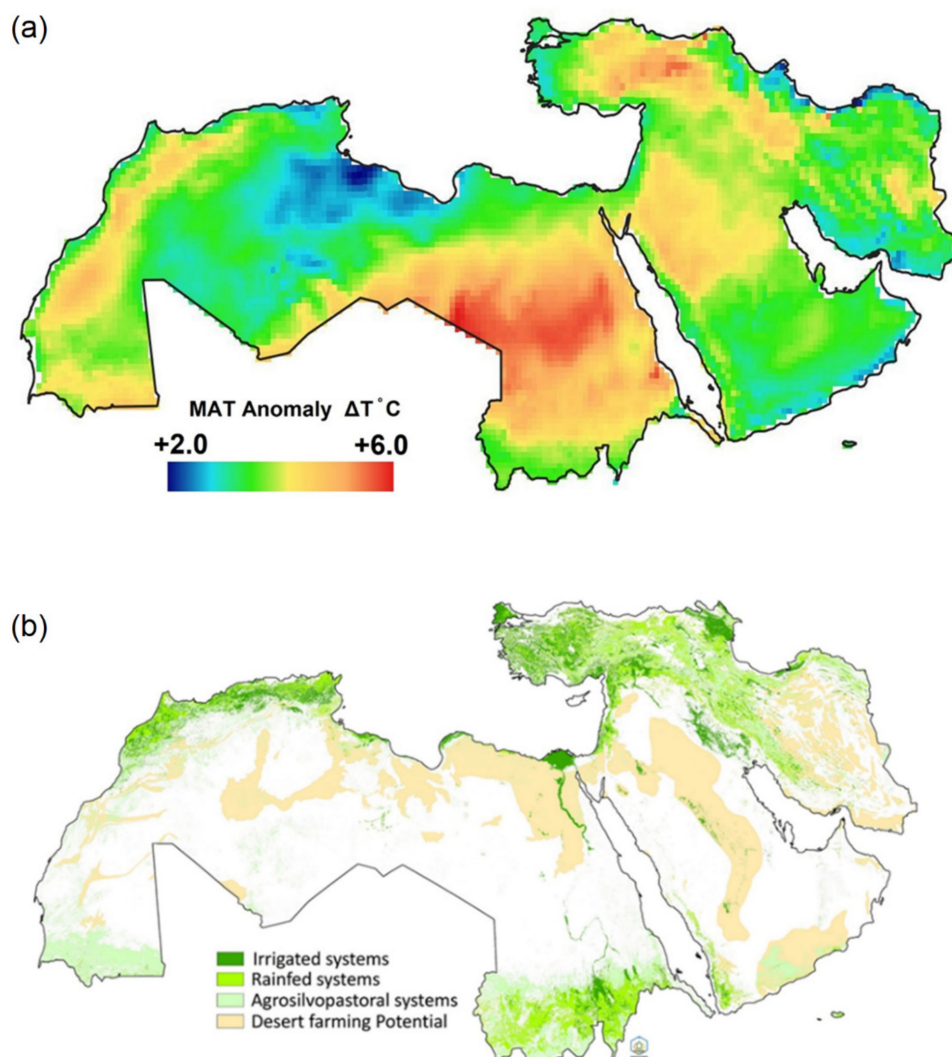 (a)
MAT Anomaly ΔT°C
+2.0 +6.0
(b)
Irrigated systems
Rainfed systems
Agrosilvopastoral systems
Desert farming Potential